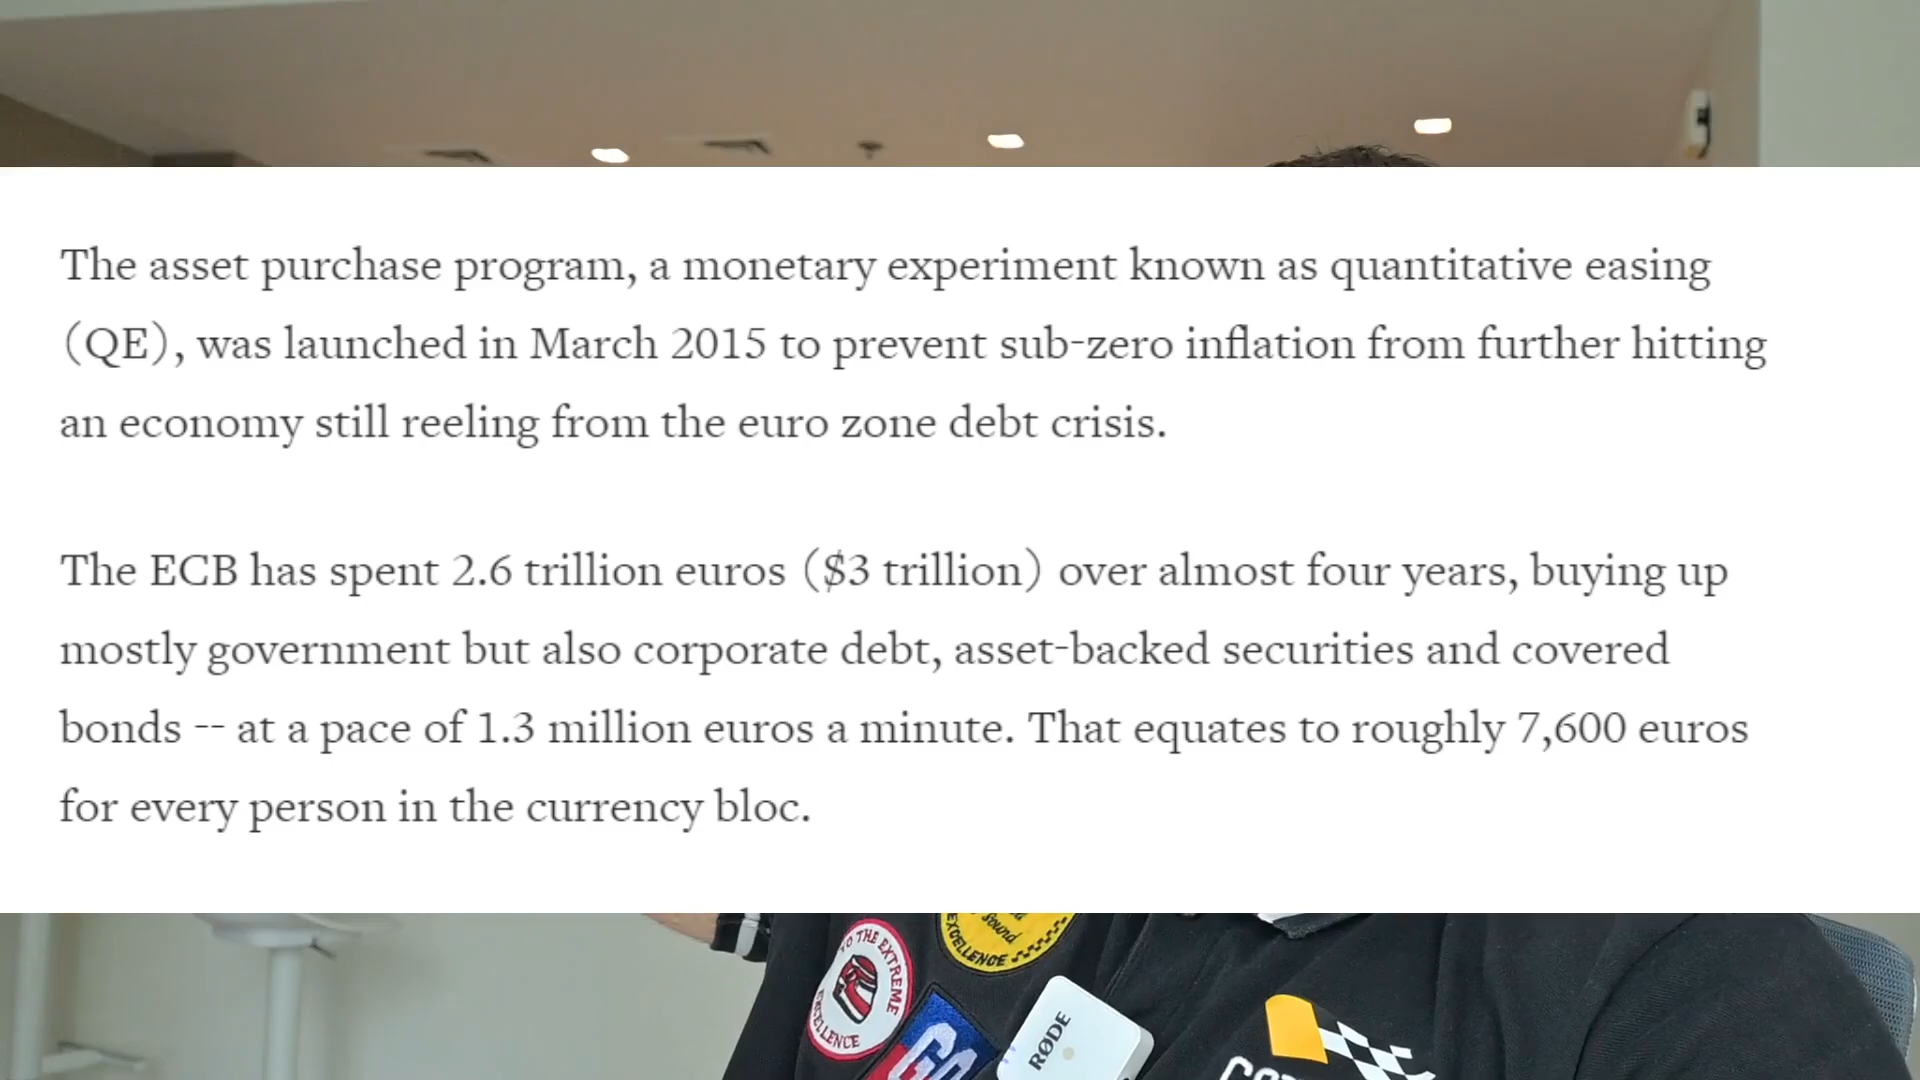 The asset purchase program, a monetary experiment known as quantitative easing
(QE), was launched in March 2015 to prevent sub-zero inflation from further hitting
an economy still reeling from the euro zone debt crisis.
The ECB has spent 2.6 trillion euros ($3 trillion) over almost four years, buying up
mostly government but also corporate debt, asset-backed securities and covered
bonds -- at a pace of 1.3 million euros a minute. That equates to roughly 7,600 euros
for every person in the currency bloc.
Sound
EXCELLENCE
TO THE EXTREME
EXCELLENCE
RØDE